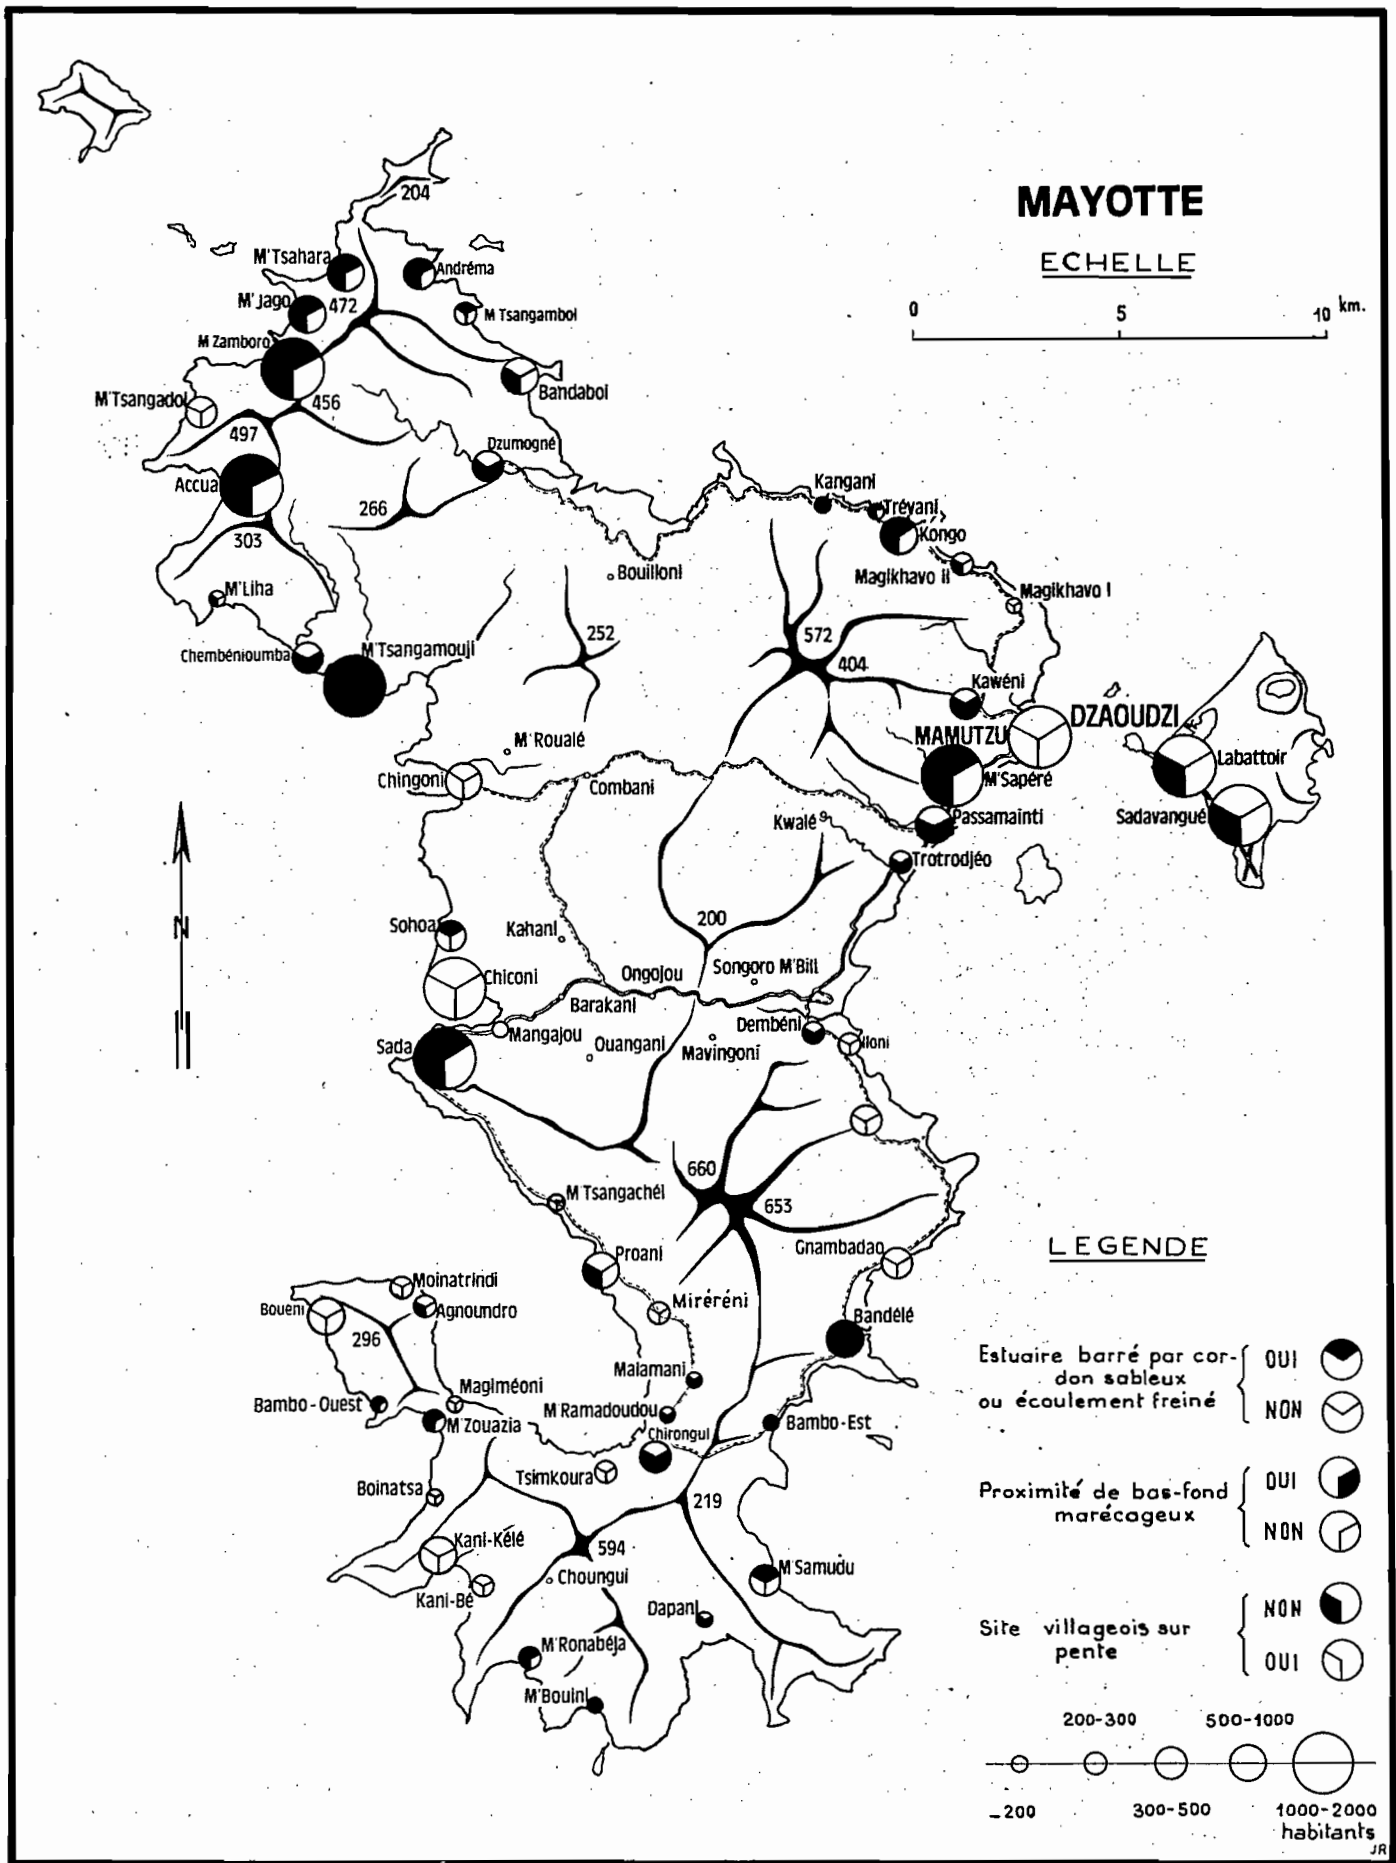 MAYOTTE
ECHELLE
0 5 10 km.
204
M'Tsahara
Andréma
M'Jago
472
M Tsangamboi
M Zamboro
Bandaboi
M'Tsangadoi
456
497
Dzumogné
Accua
266
303
Kangani
Trévani
Kongo
Bouilloni
Magikhavo II
M'Liha
Magikhavo I
252
572
Chembénioumba
M'Tsangamouji
404
Kawéni
DZAOUDZI
MAMUTZU
M'Roualé
Labattoir
Chingoni
Combani
M'Sapéré
Kwalé
Passamainti
Sadavangué
Trotrodjéo
N
Sohoa
Kahani
200
Chiconi
Ongojou
Songoro M'Bili
Barakani
Mangajou
Dembéni
Sada
Ouangani
Mavingoni
Iloni
660
M'Tsangachéi
653
Proani
Gnambadao
LEGENDE
Moinatrindi
Miréréni
Boueni
Agnoundro
Bandélé
296
Malamani
Magiméoni
Bambo-Ouest
M'Ramadoudou
M'Zouazia
Chirongui
Bambo-Est
Tsimkoura
Boinatsa
219
Kani-Kélé
594
Choungui
M'Samudu
Kani-Bé
Dapani
M'Ronabéja
M'Bouini
Estuaire barré par cor-
don sableux
ou écoulement freiné
OUI
NON
Proximité de bas-fond
marécageux
OUI
NON
Site villageois sur
pente
NON
OUI
200-300 500-1000
-200 300-500 1000-2000
habitants
JR